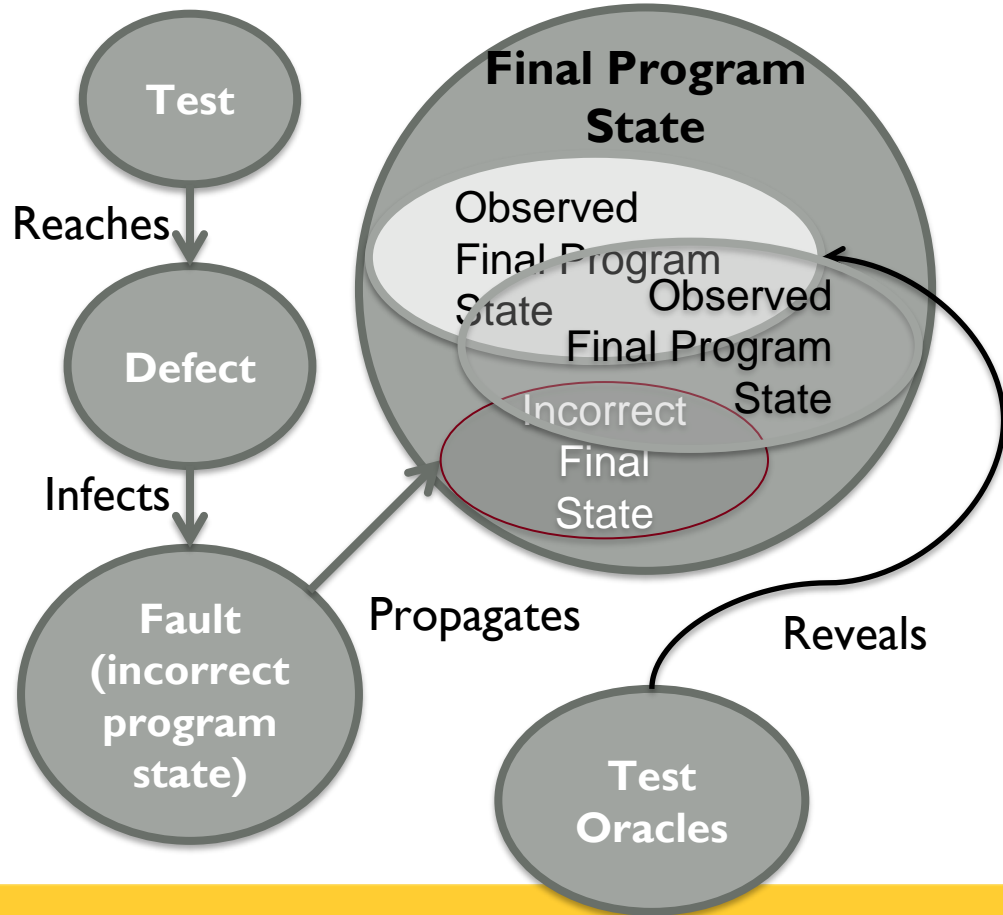 Test
Reaches
Defect
Infects
Fault
(incorrect
program
state)
Propagates
Final Program
State
Observed
Final Program
State
Observed
Final Program
State
Incorrect
Final
State
Reveals
Test
Oracles